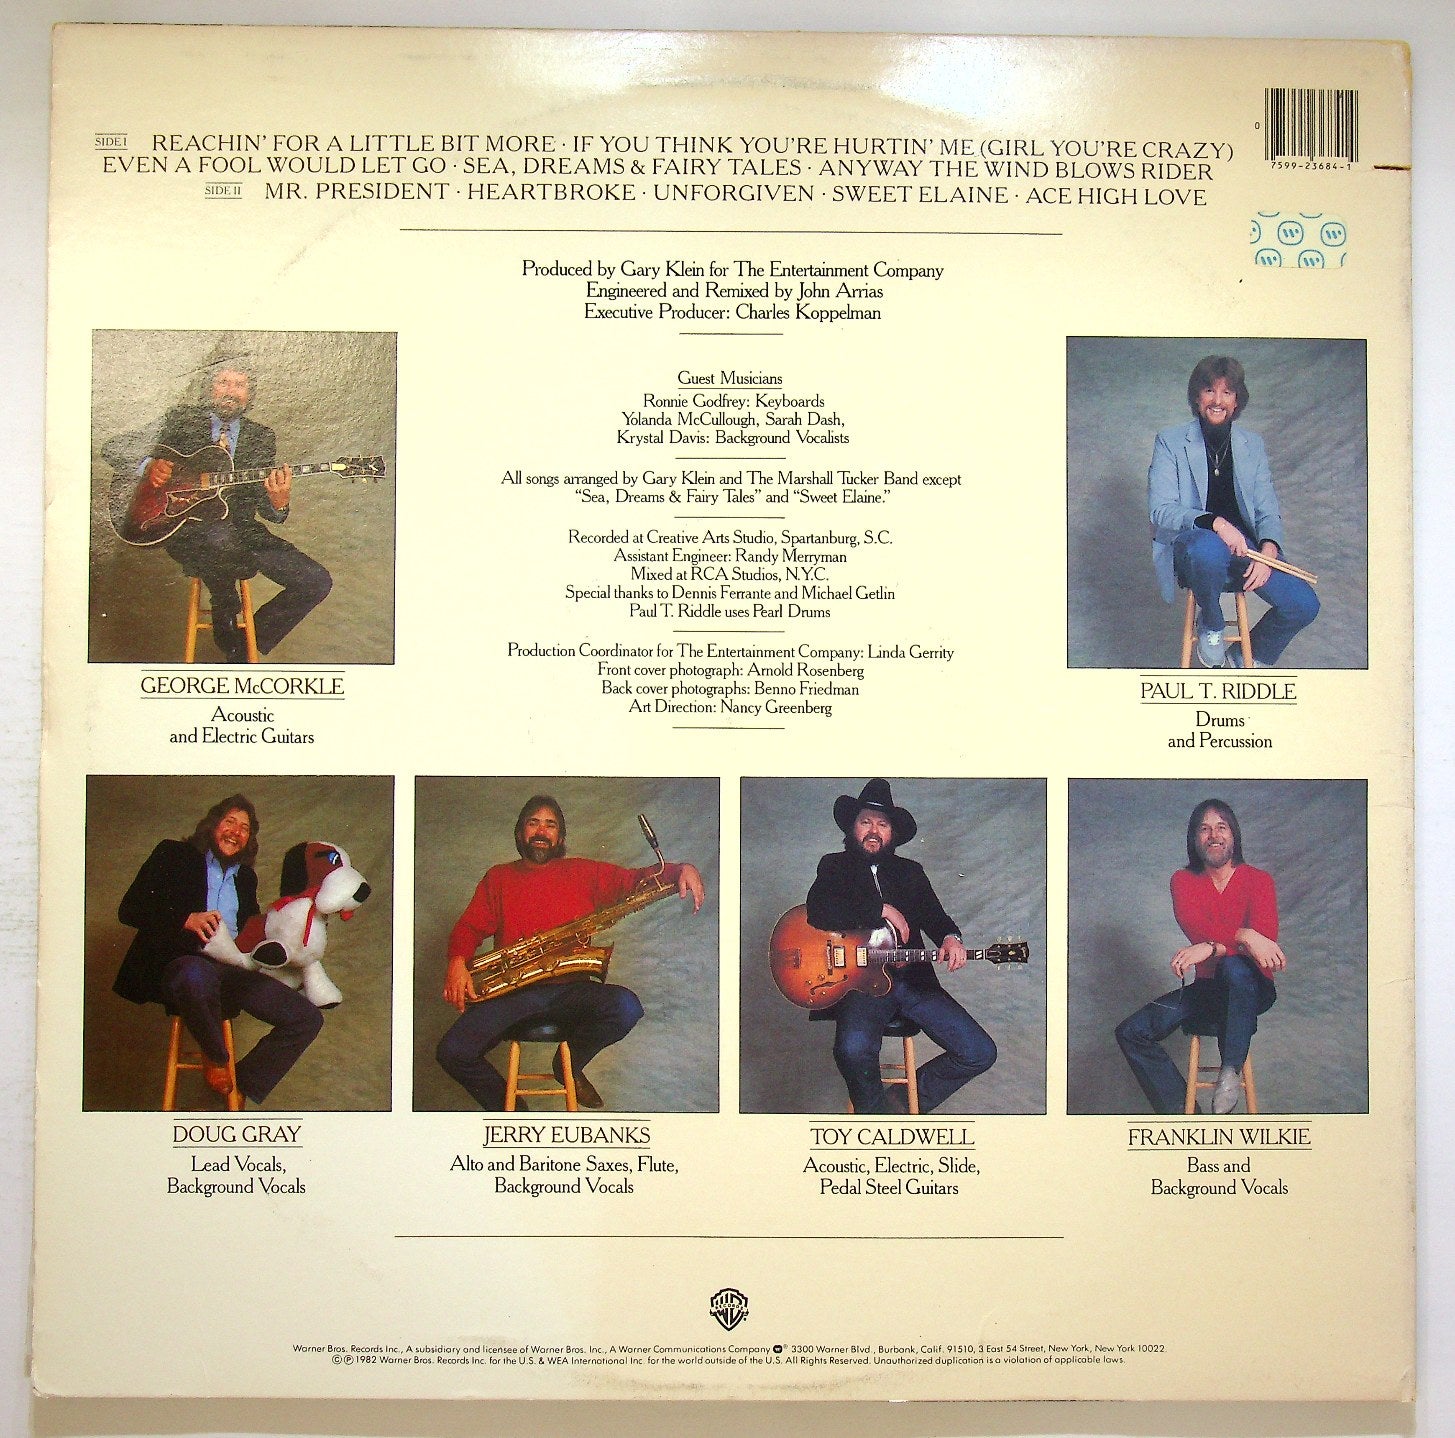 SIDE I REACHIN' FOR A LITTLE BIT MORE · IF YOU THINK YOU'RE HURTIN' ME (GIRL YOU'RE CRAZY)
EVEN A FOOL WOULD LET GO · SEA, DREAMS & FAIRY TALES · ANYWAY THE WIND BLOWS RIDER
SIDE II MR. PRESIDENT · HEARTBROKE · UNFORGIVEN · SWEET ELAINE · ACE HIGH LOVE
0
7599-23684-1
Produced by Gary Klein for The Entertainment Company
Engineered and Remixed by John Arrias
Executive Producer: Charles Koppelman
Guest Musicians
Ronnie Godfrey: Keyboards
Yolanda McCullough, Sarah Dash,
Krystal Davis: Background Vocalists
All songs arranged by Gary Klein and The Marshall Tucker Band except
"Sea, Dreams & Fairy Tales" and "Sweet Elaine."
Recorded at Creative Arts Studio, Spartanburg, S.C.
Assistant Engineer: Randy Merryman
Mixed at RCA Studios, N.Y.C.
Special thanks to Dennis Ferrante and Michael Getlin
Paul T. Riddle uses Pearl Drums
Production Coordinator for The Entertainment Company: Linda Gerrity
Front cover photograph: Arnold Rosenberg
Back cover photographs: Benno Friedman
Art Direction: Nancy Greenberg
GEORGE McCORKLE
Acoustic
and Electric Guitars
PAUL T. RIDDLE
Drums
and Percussion
DOUG GRAY
Lead Vocals,
Background Vocals
JERRY EUBANKS
Alto and Baritone Saxes, Flute,
Background Vocals
TOY CALDWELL
Acoustic, Electric, Slide,
Pedal Steel Guitars
FRANKLIN WILKIE
Bass and
Background Vocals
RECORDS
Warner Bros. Records Inc., A subsidiary and licensee of Warner Bros. Inc., A Warner Communications Company ® 3300 Warner Blvd., Burbank, Calif. 91510, 3 East 54 Street, New York, New York 10022
© ℗ 1982 Warner Bros. Records Inc. for the U.S. & WEA International Inc. for the world outside of the U.S. All Rights Reserved. Unauthorized duplication is a violation of applicable laws.